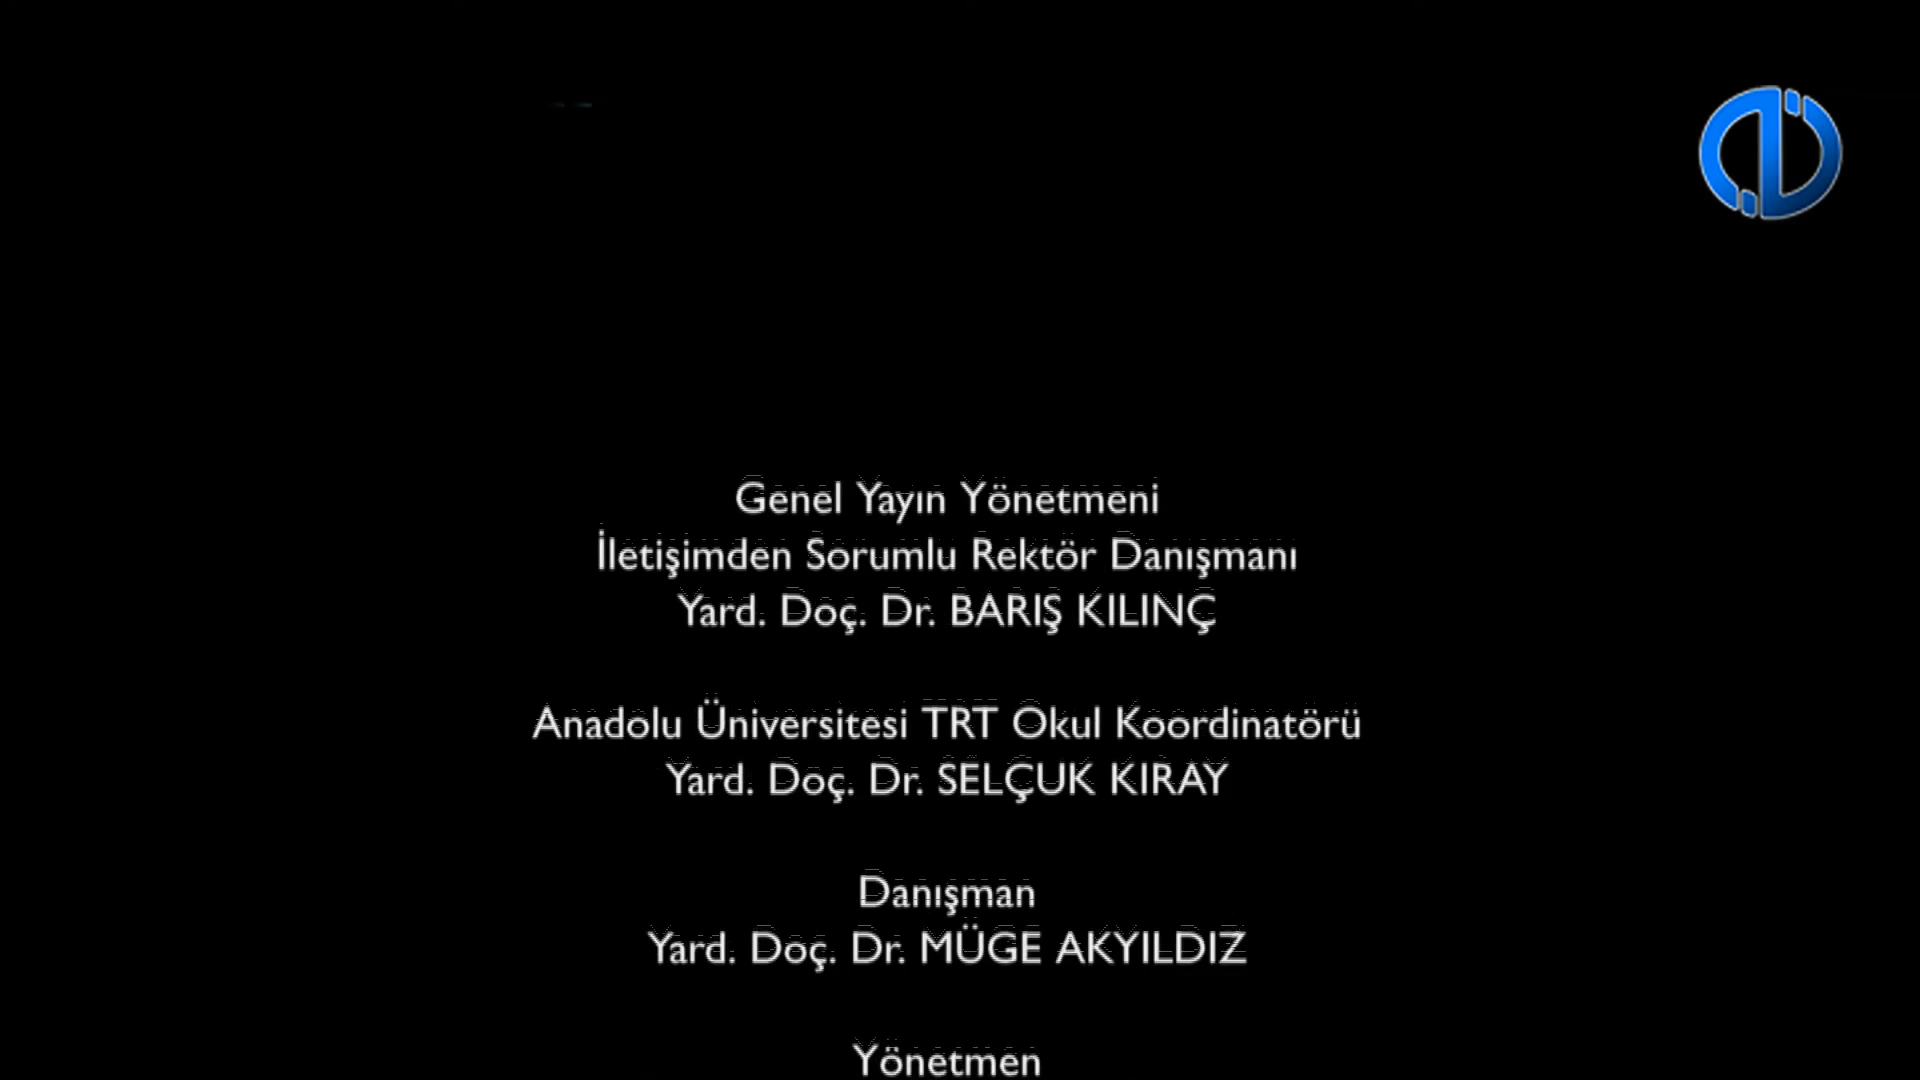 Genel Yayın Yönetmeni
İletişimden Sorumlu Rektör Danışmanı
Yard. Doç. Dr. BARIŞ KILINÇ
Anadolu Üniversitesi TRT Okul Koordinatörü
Yard. Doç. Dr. SELÇUK KIRAY
Danışman
Yard. Doç. Dr. MÜGE AKYILDIZ
Yönetmen